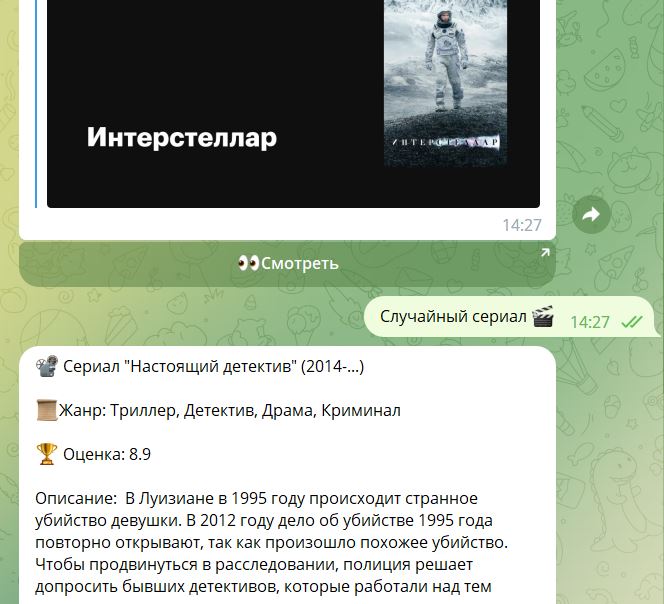 Интерстеллар
ИНТЕРСТЕЛЛАР
14:27
👀Смотреть
Случайный сериал 🎬 14:27
📽 Сериал "Настоящий детектив" (2014-...)
📜Жанр: Триллер, Детектив, Драма, Криминал
🏆 Оценка: 8.9
Описание:  В Луизиане в 1995 году происходит странное
убийство девушки. В 2012 году дело об убийстве 1995 года
повторно открывают, так как произошло похожее убийство.
Чтобы продвинуться в расследовании, полиция решает
допросить бывших детективов, которые работали над тем